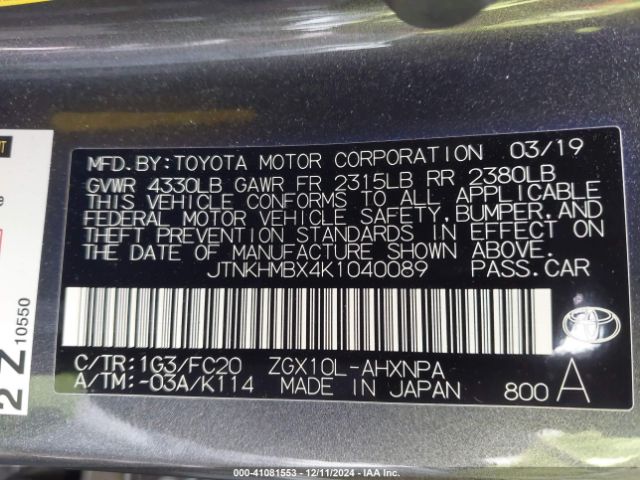 MFD.BY:TOYOTA MOTOR CORPORATION 03/19
GVWR 4330LB GAWR FR 2315LB RR 2380LB
THIS VEHICLE CONFORMS TO ALL APPLICABLE
FEDERAL MOTOR VEHICLE SAFETY,BUMPER,AND
THEFT PREVENTION STANDARDS IN EFFECT ON
THE DATE OF MANUFACTURE SHOWN ABOVE.
JTNKHMBX4K1040089 PASS.CAR
C/TR:1G3/FC20 ZGX10L-AHXNPA
A/TM:-03A/K114 MADE IN JAPAN 800 A
2 Z 10550
000-41081553 - 12/11/2024 - IAA Inc.